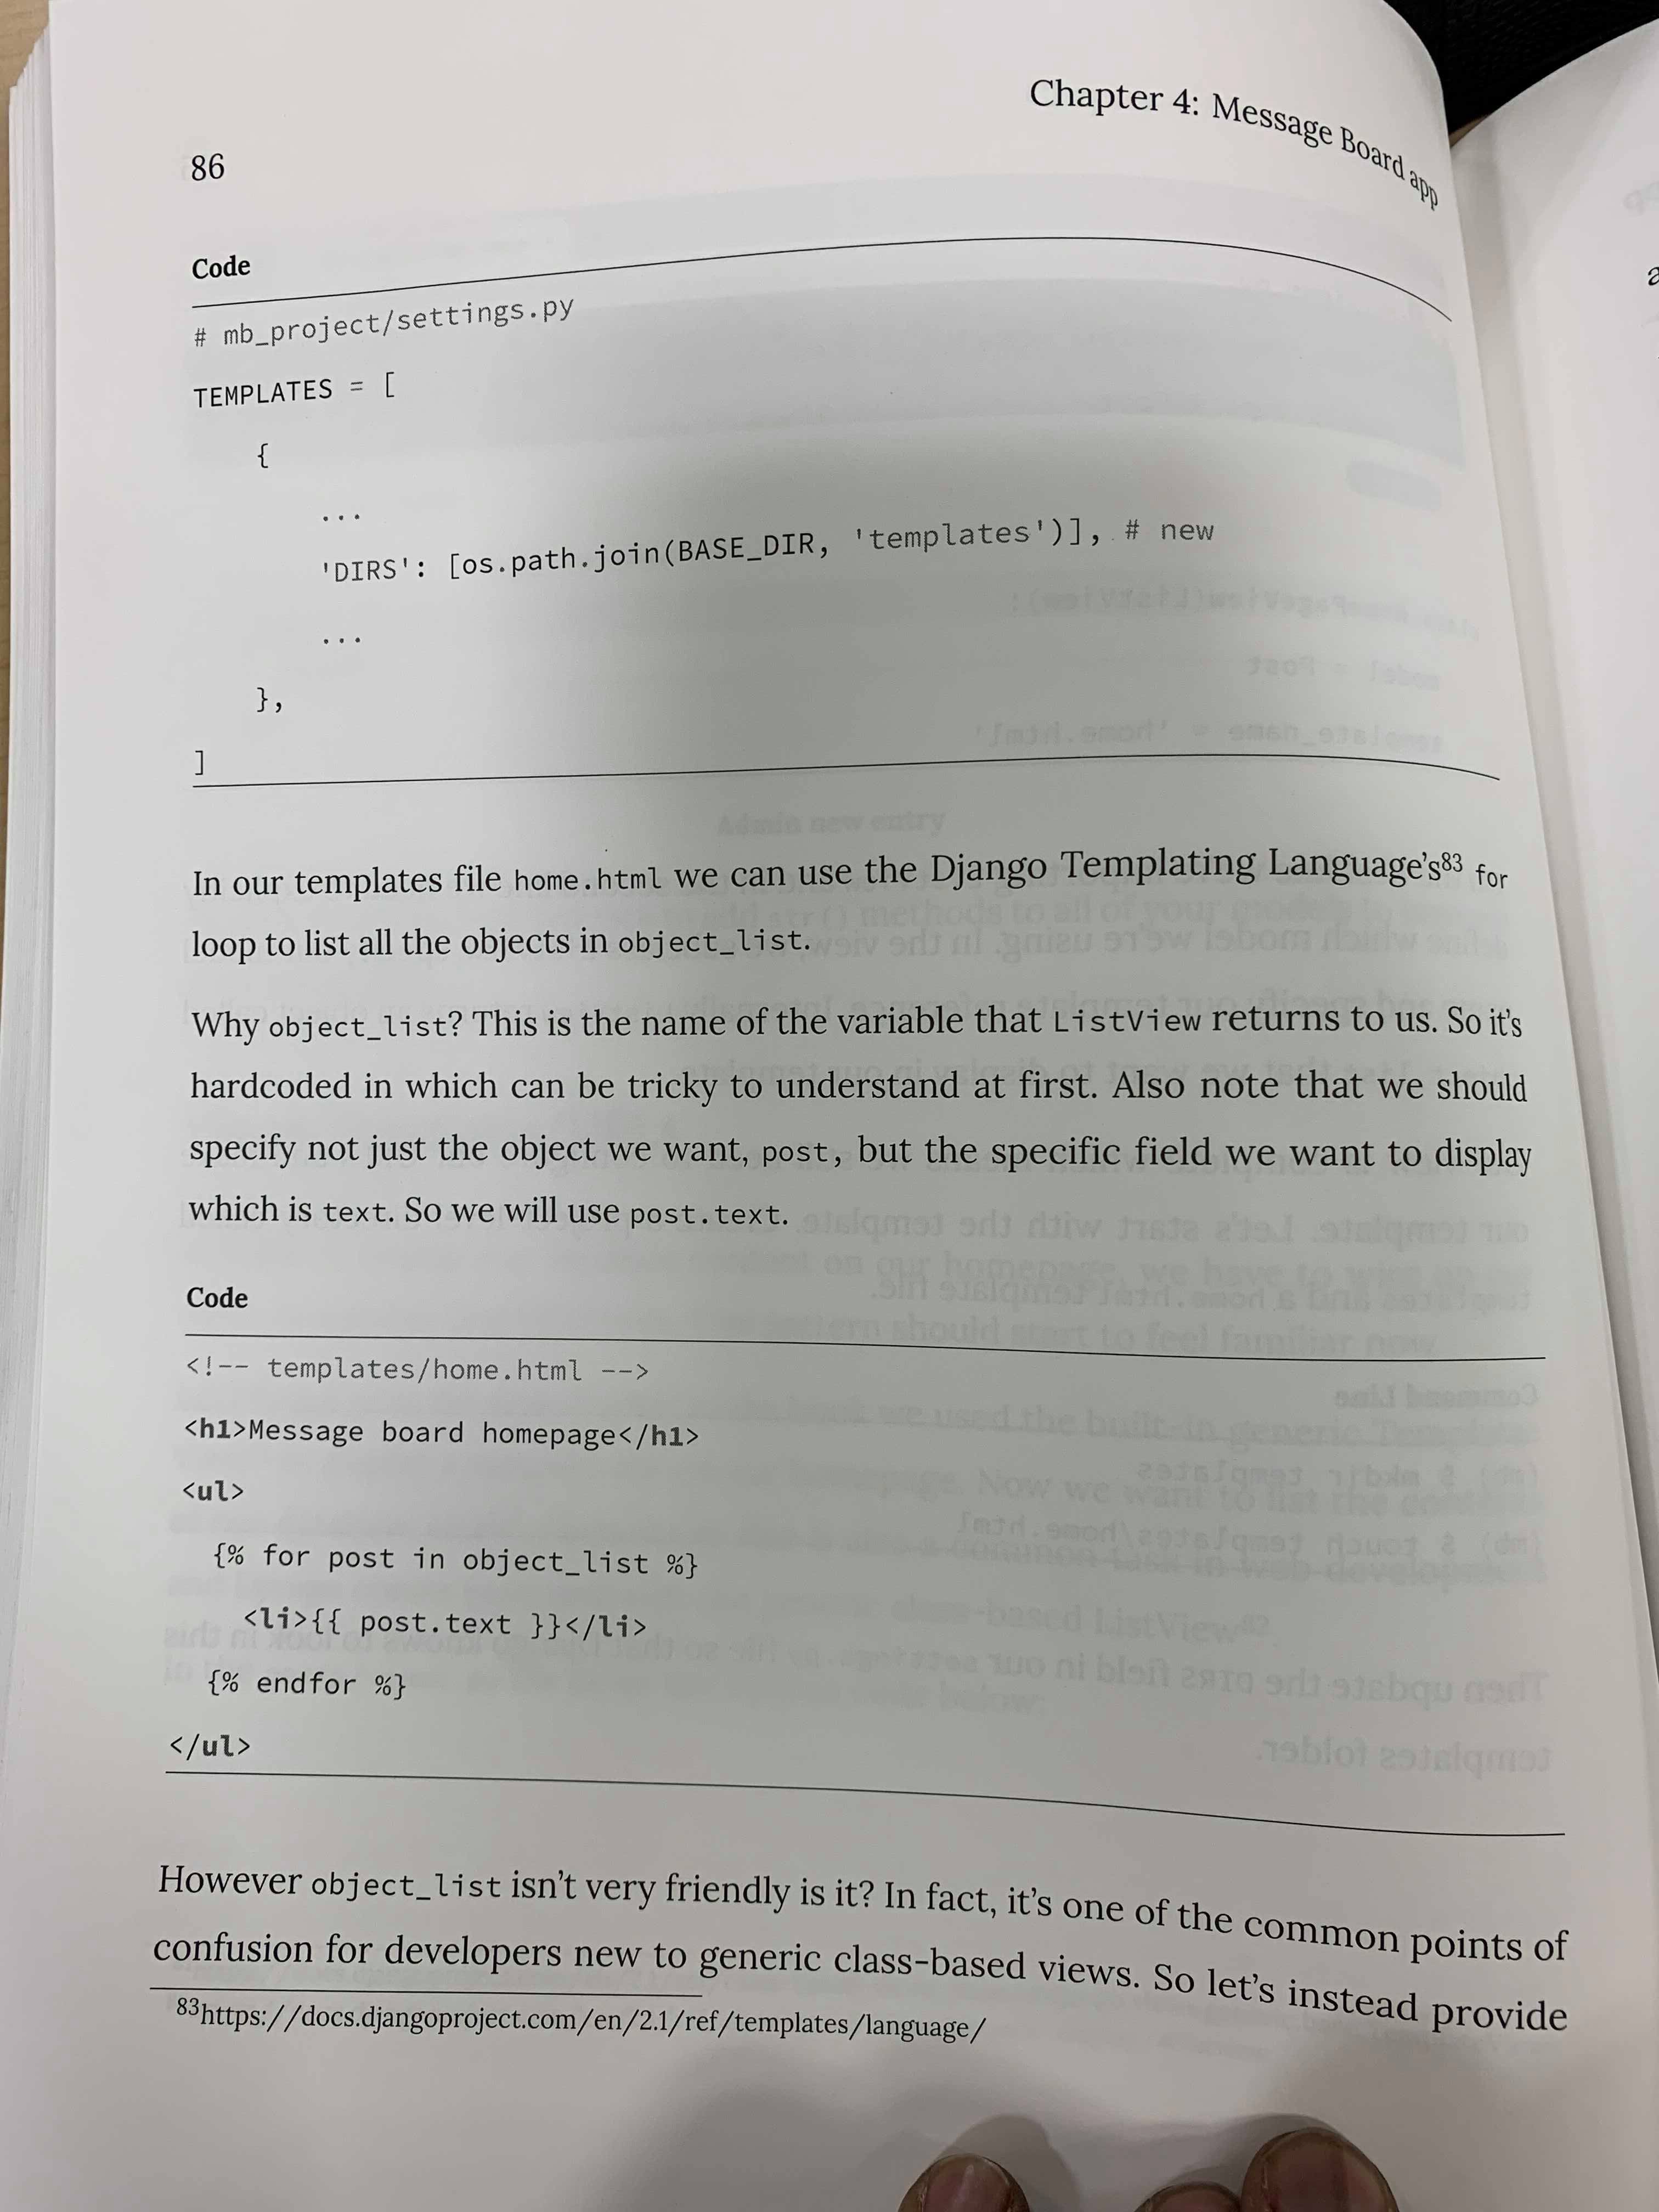 86
Chapter 4: Message Board app
Code
# mb_project/settings.py
TEMPLATES = [
    {
        ...
        'DIRS': [os.path.join(BASE_DIR, 'templates')], # new
        ...
    },
]
In our templates file home.html we can use the Django Templating Language's83 for
loop to list all the objects in object_list.
Why object_list? This is the name of the variable that ListView returns to us. So it's
hardcoded in which can be tricky to understand at first. Also note that we should
specify not just the object we want, post, but the specific field we want to display
which is text. So we will use post.text.
Code
<!-- templates/home.html -->
<h1>Message board homepage</h1>
<ul>
  {% for post in object_list %}
    <li>{{ post.text }}</li>
  {% endfor %}
</ul>
However object_list isn't very friendly is it? In fact, it's one of the common points of
confusion for developers new to generic class-based views. So let's instead provide
83https://docs.djangoproject.com/en/2.1/ref/templates/language/